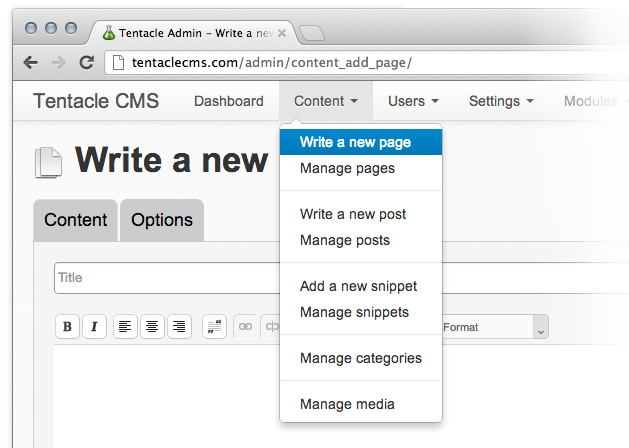 Tentacle Admin – Write a new
tentaclecms.com/admin/content_add_page/
Tentacle CMS Dashboard Content Users Settings Modules
Write a new page
Manage pages
Write a new post
Manage posts
Add a new snippet
Manage snippets
Manage categories
Manage media
Write a new
Content Options
Title
B I Format